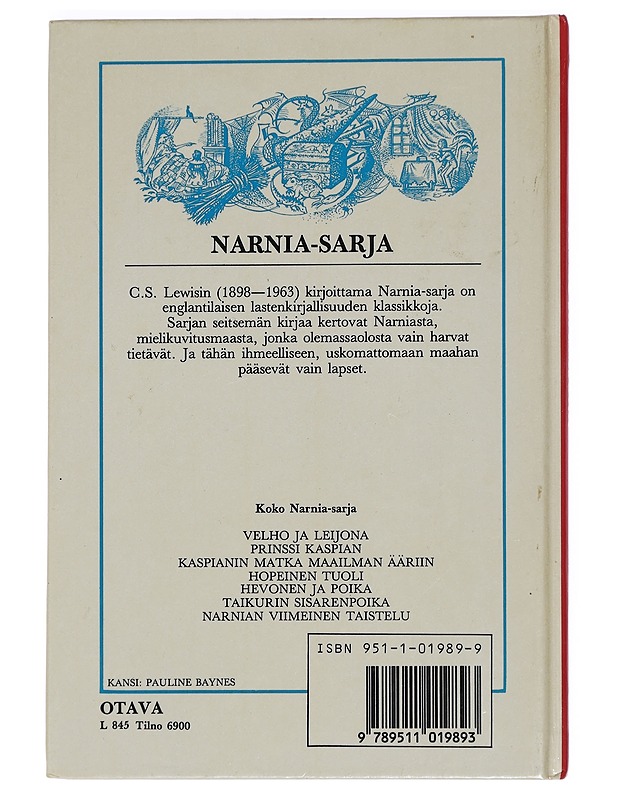 NARNIA-SARJA
C.S. Lewisin (1898—1963) kirjoittama Narnia-sarja on
englantilaisen lastenkirjallisuuden klassikkoja.
Sarjan seitsemän kirjaa kertovat Narniasta,
mielikuvitusmaasta, jonka olemassaolosta vain harvat
tietävät. Ja tähän ihmeelliseen, uskomattomaan maahan
pääsevät vain lapset.
Koko Narnia-sarja
VELHO JA LEIJONA
PRINSSI KASPIAN
KASPIANIN MATKA MAAILMAN ÄÄRIIN
HOPEINEN TUOLI
HEVONEN JA POIKA
TAIKURIN SISARENPOIKA
NARNIAN VIIMEINEN TAISTELU
KANSI: PAULINE BAYNES
OTAVA
L 845 Tilno 6900
ISBN 951-1-01989-9
9 789511 019893